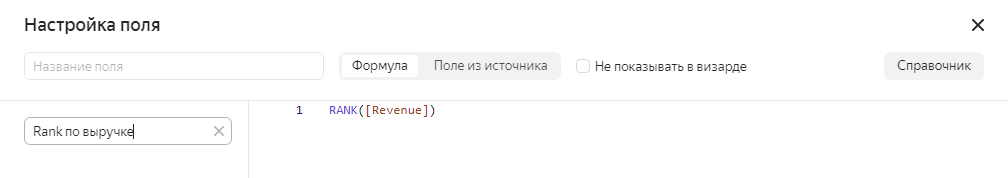 Настройка поля
Название поля Формула Поле из источника Не показывать в визарде Справочник
Rank по выручке
1 RANK([Revenue])